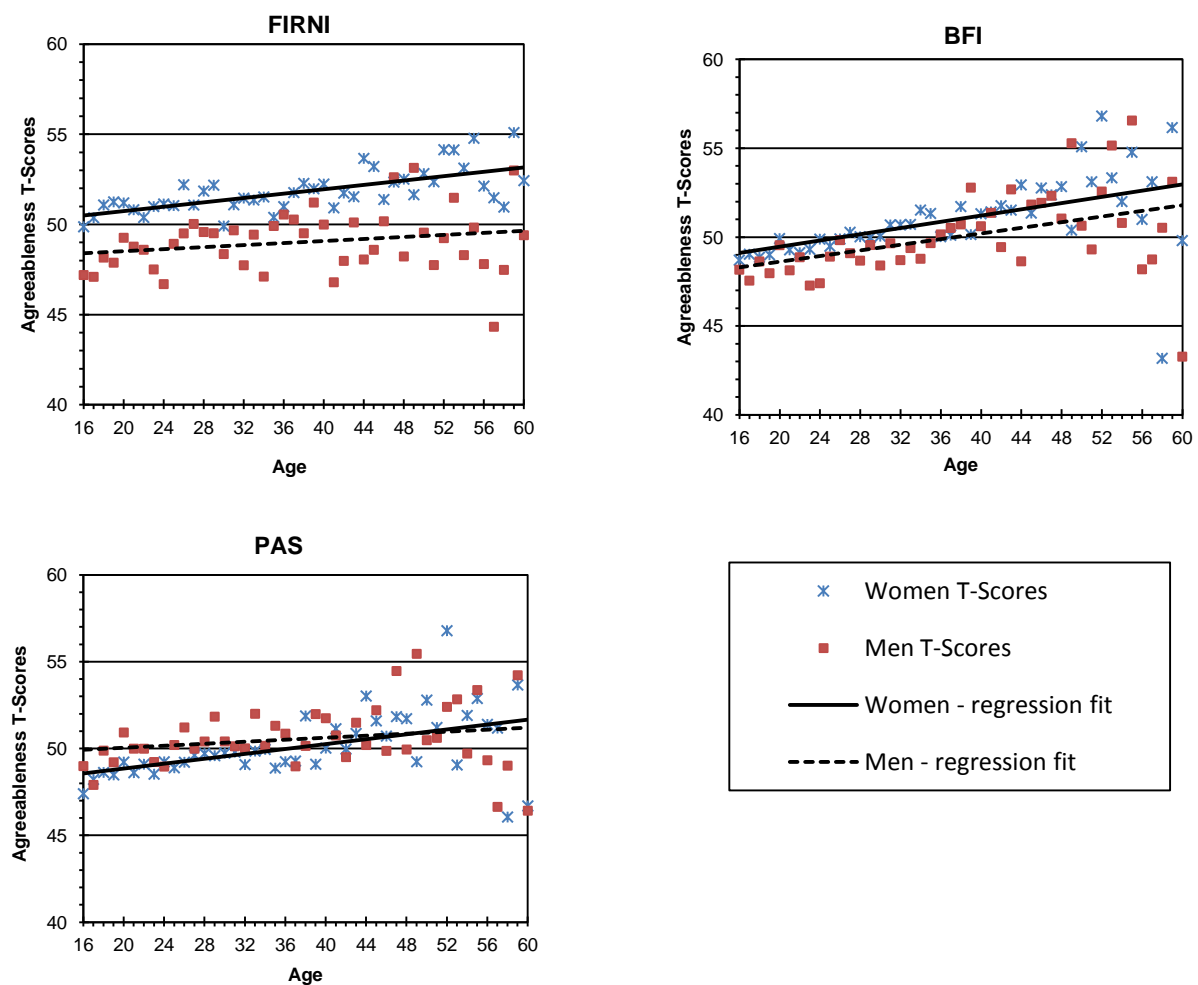 FIRNI
60
55
50
45
40
16 20 24 28 32 36 40 44 48 52 56 60
Agreeableness T-Scores
Age
BFI
60
55
50
45
40
16 20 24 28 32 36 40 44 48 52 56 60
Agreeableness T-Scores
Age
PAS
60
55
50
45
40
16 20 24 28 32 36 40 44 48 52 56 60
Agreeableness T-Scores
Age
Women T-Scores
Men T-Scores
Women - regression fit
Men - regression fit